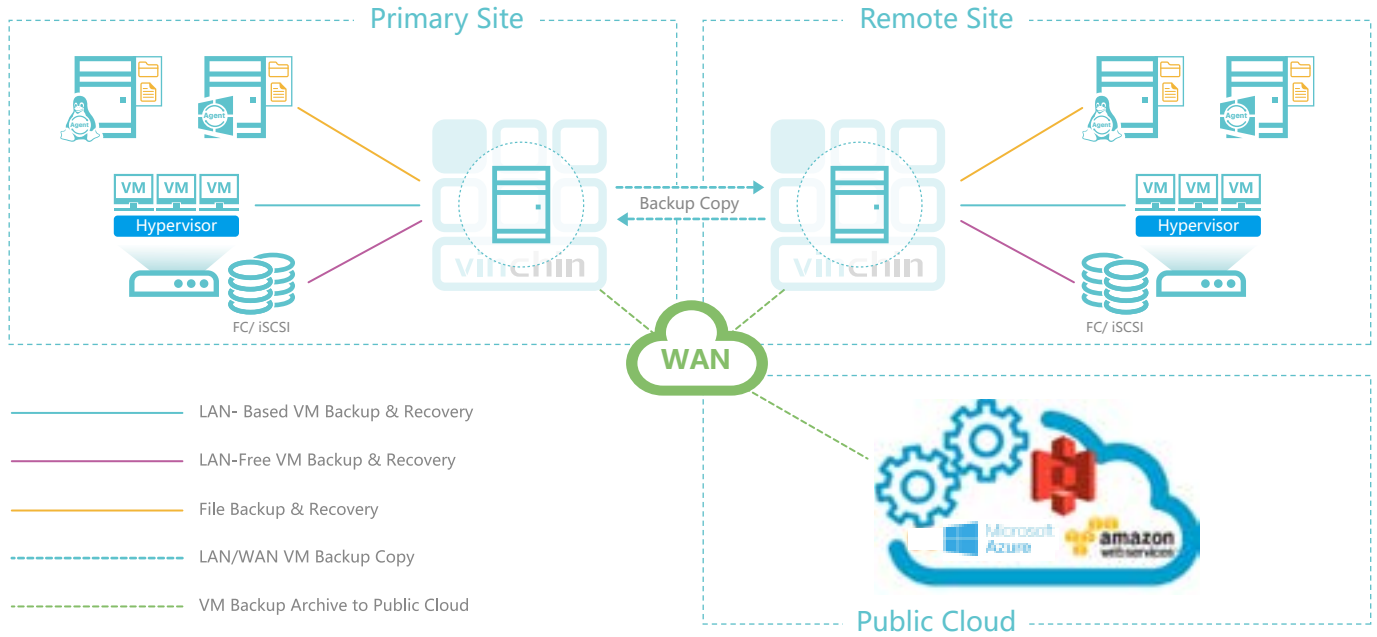 Primary Site
Remote Site
Agent
Agent
Agent
Agent
VM VM VM
Hypervisor
FC/ iSCSI
vinchin
Backup Copy
vinchin
VM VM VM
Hypervisor
FC/ iSCSI
WAN
LAN- Based VM Backup & Recovery
LAN-Free VM Backup & Recovery
File Backup & Recovery
LAN/WAN VM Backup Copy
VM Backup Archive to Public Cloud
Microsoft
Azure
amazon
webservices
Public Cloud